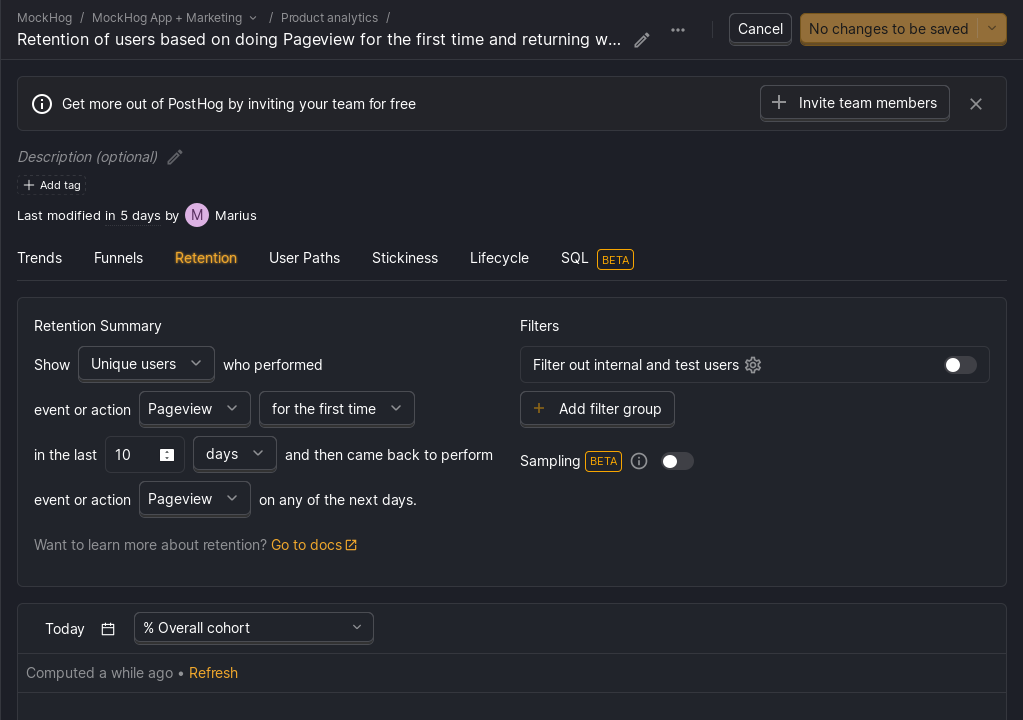 MockHog / MockHog App + Marketing / Product analytics /
Retention of users based on doing Pageview for the first time and returning w...
Cancel
No changes to be saved
Get more out of PostHog by inviting your team for free
Invite team members
Description (optional)
Add tag
Last modified in 5 days by M Marius
Trends Funnels Retention User Paths Stickiness Lifecycle SQL BETA
Retention Summary
Show Unique users who performed
event or action Pageview for the first time
in the last 10 days and then came back to perform
event or action Pageview on any of the next days.
Want to learn more about retention? Go to docs
Filters
Filter out internal and test users
Add filter group
Sampling BETA
Today % Overall cohort
Computed a while ago • Refresh